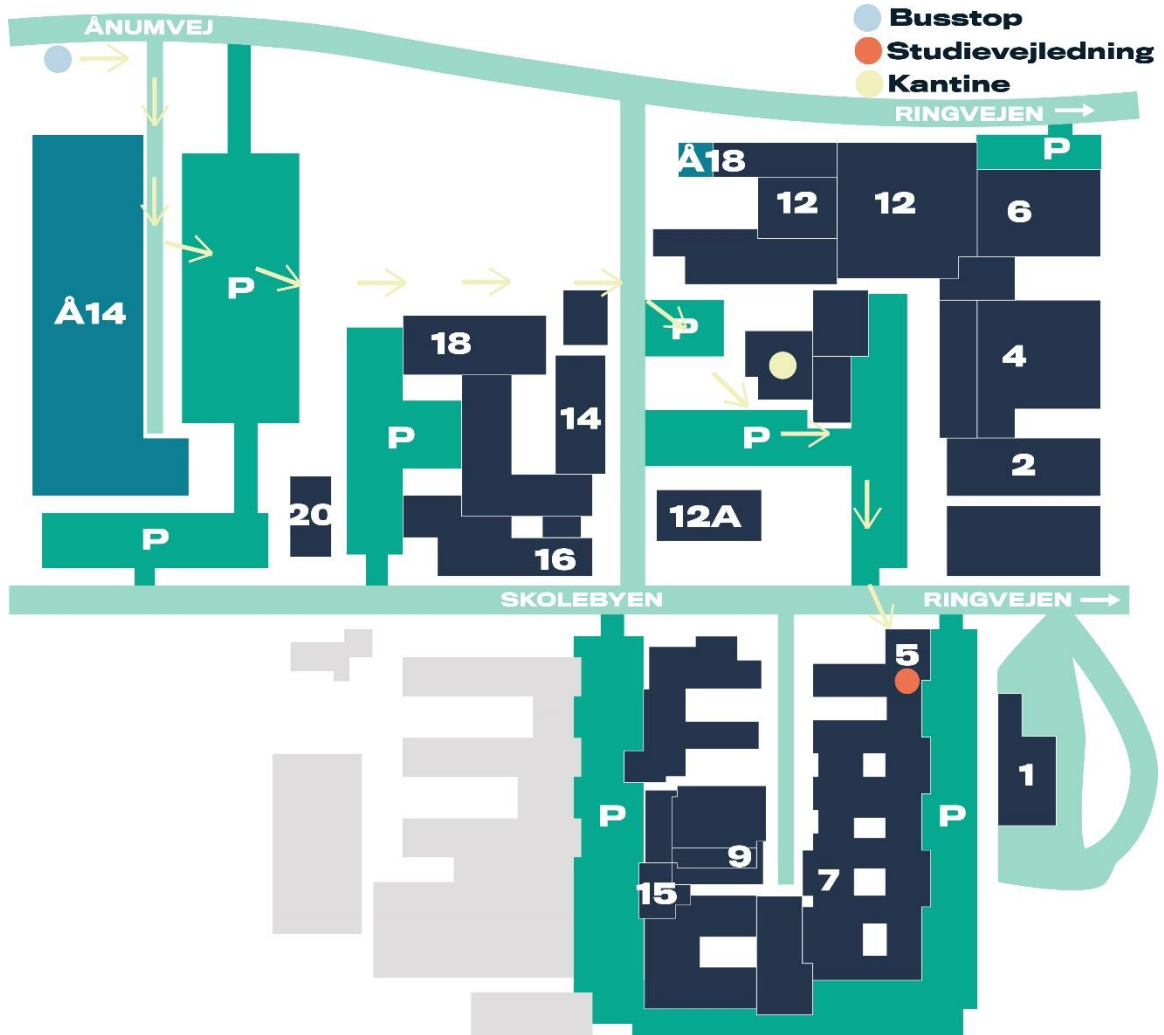 ÅNUMVEJ
Busstop
Studievejledning
Kantine
RINGVEJEN
P
Å18
12
12
6
P
Å14
18
P
4
14
P
P
2
20
12A
P
16
SKOLEBYEN
RINGVEJEN
5
1
P
P
9
7
15